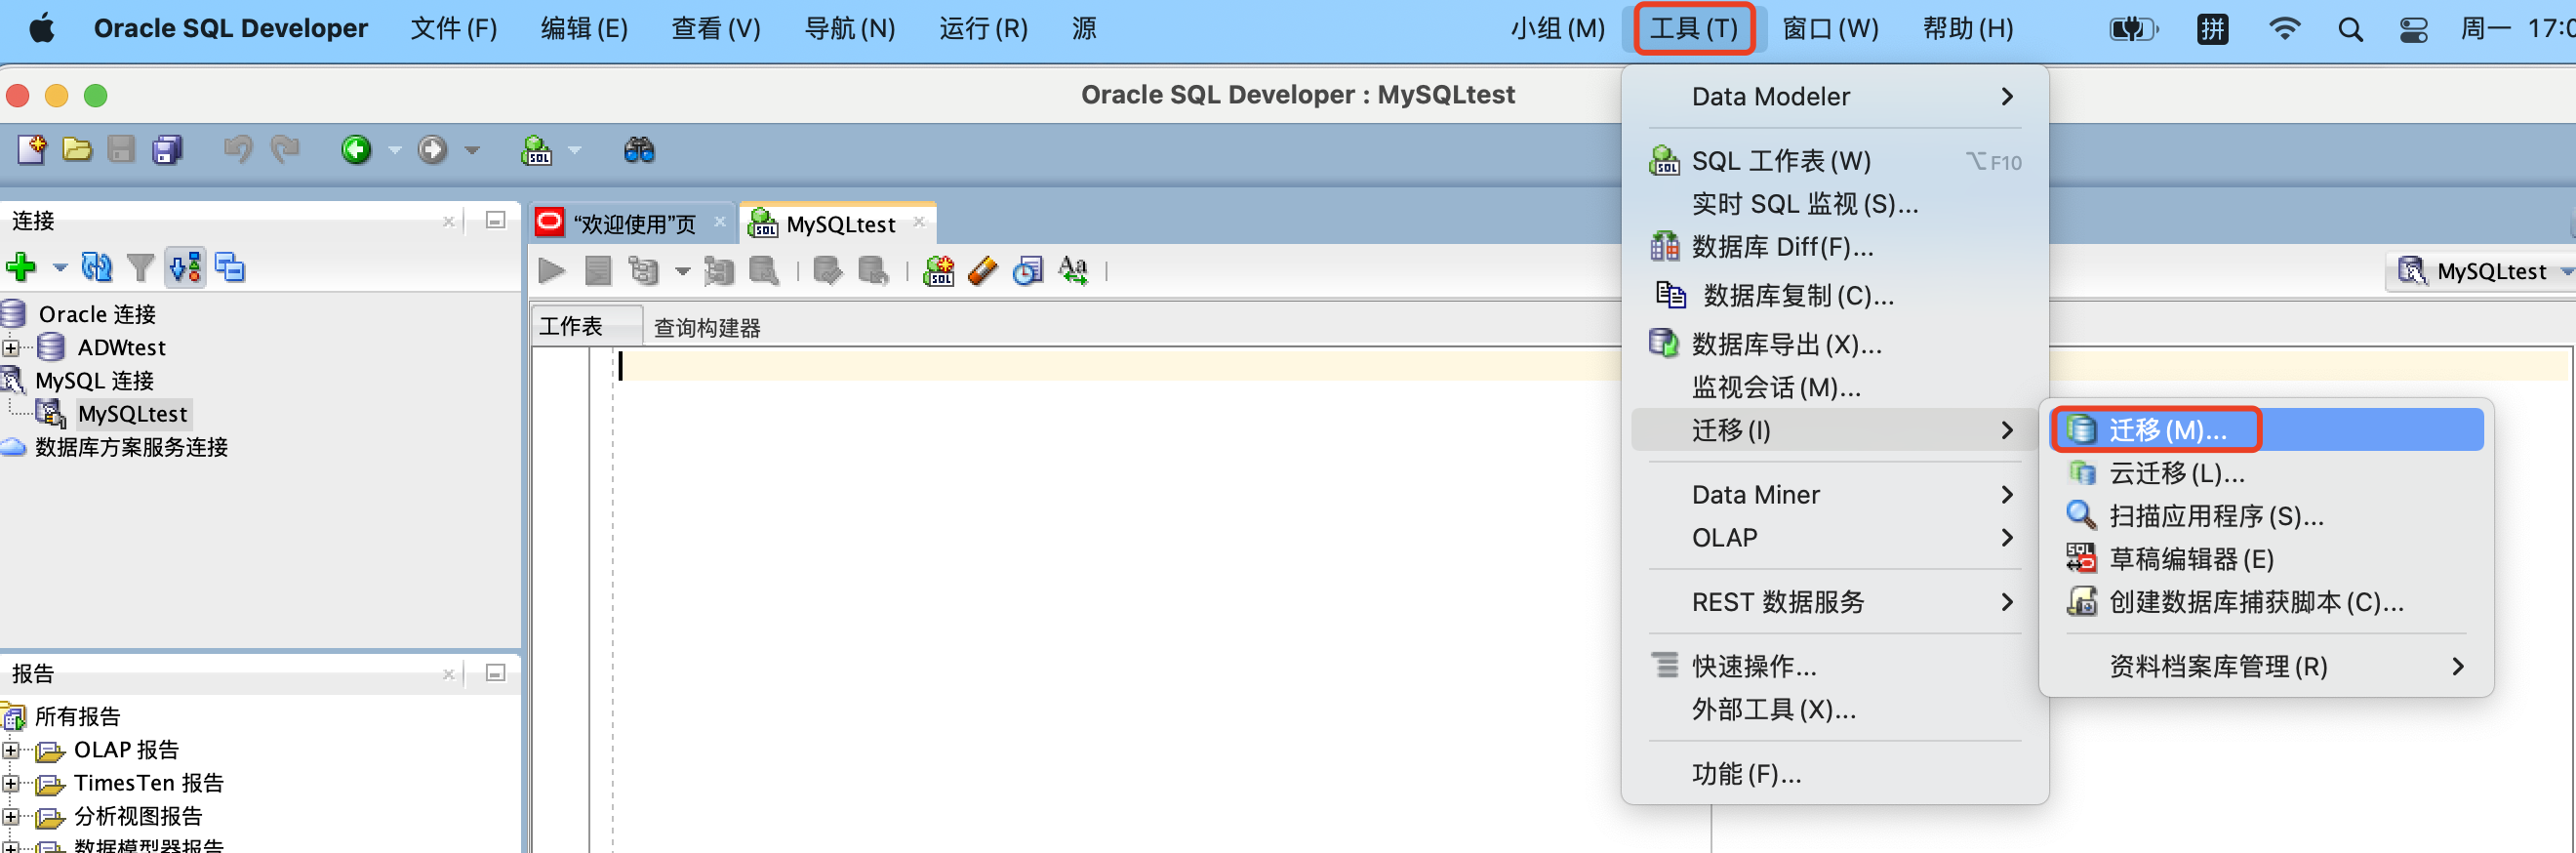 Oracle SQL Developer 文件(F) 编辑(E) 查看(V) 导航(N) 运行(R) 源 小组(M) 工具(T) 窗口(W) 帮助(H) 拼 周一
Oracle SQL Developer : MySQLtest
连接
Oracle 连接
ADWtest
MySQL 连接
MySQLtest
数据库方案服务连接
报告
所有报告
OLAP 报告
TimesTen 报告
分析视图报告
数据模型器报告
“欢迎使用”页
MySQLtest
MySQLtest
工作表
查询构建器
Data Modeler
SQL 工作表(W) ⌥F10
实时 SQL 监视(S)...
数据库 Diff(F)...
数据库复制(C)...
数据库导出(X)...
监视会话(M)...
迁移(I)
Data Miner
OLAP
REST 数据服务
快速操作...
外部工具(X)...
功能(F)...
迁移(M)...
云迁移(L)...
扫描应用程序(S)...
草稿编辑器(E)
创建数据库捕获脚本(C)...
资料档案库管理(R)